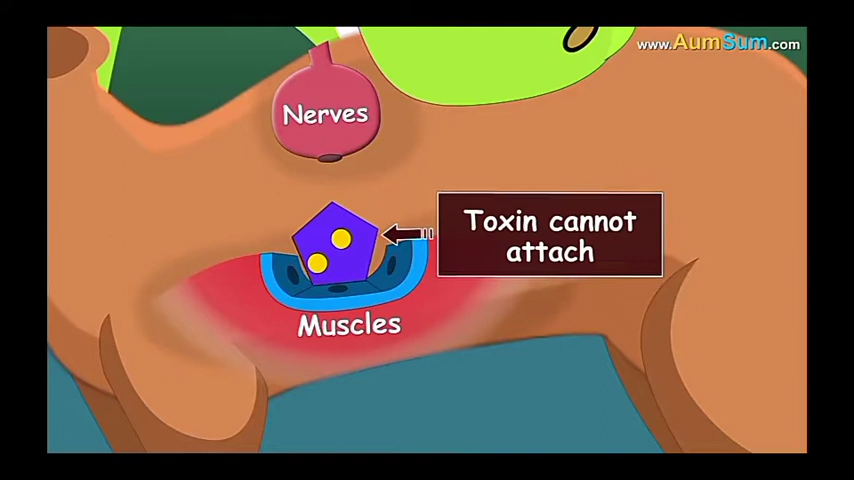 www.AumSum.com
Nerves
Toxin cannot
attach
Muscles